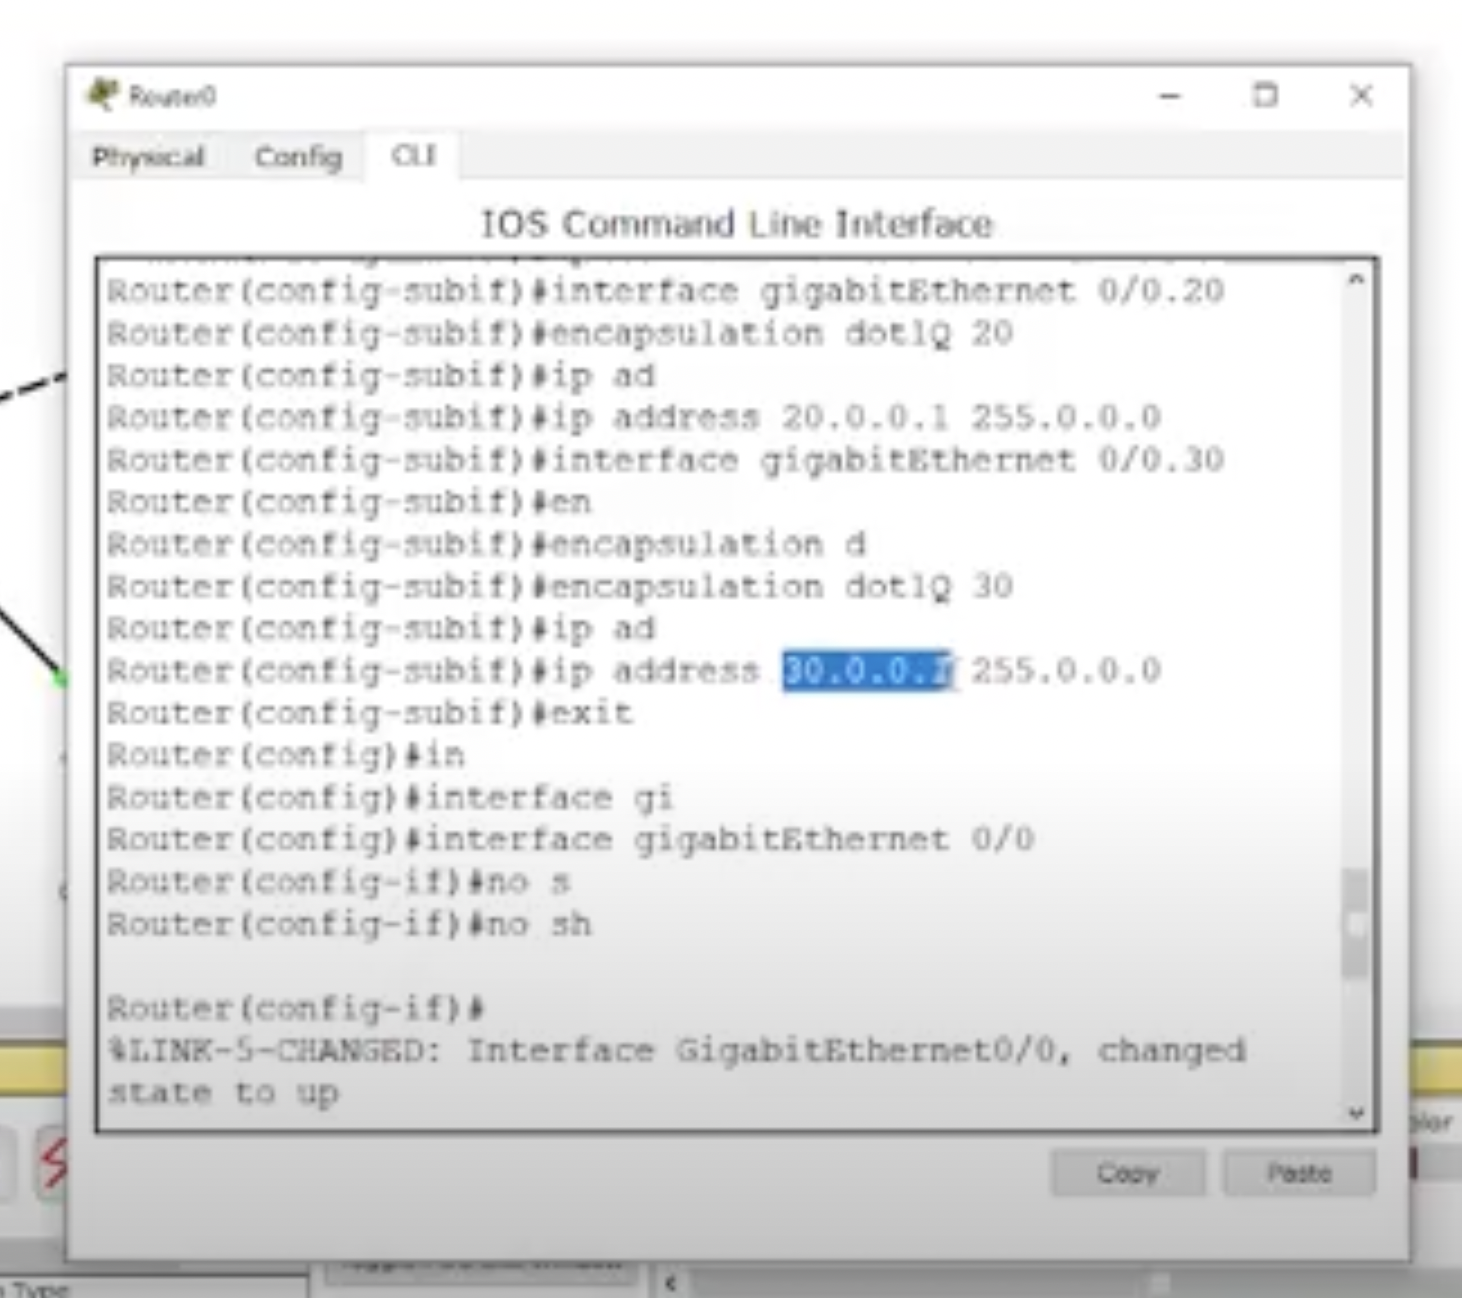 Router0
Physical Config CLI
IOS Command Line Interface
Router(config-subif)#interface gigabitEthernet 0/0.20
Router(config-subif)#encapsulation dot1Q 20
Router(config-subif)#ip ad
Router(config-subif)#ip address 20.0.0.1 255.0.0.0
Router(config-subif)#interface gigabitEthernet 0/0.30
Router(config-subif)#en
Router(config-subif)#encapsulation d
Router(config-subif)#encapsulation dot1Q 30
Router(config-subif)#ip ad
Router(config-subif)#ip address 30.0.0.1 255.0.0.0
Router(config-subif)#exit
Router(config)#in
Router(config)#interface gi
Router(config)#interface gigabitEthernet 0/0
Router(config-if)#no s
Router(config-if)#no sh
Router(config-if)#
%LINK-5-CHANGED: Interface GigabitEthernet0/0, changed
state to up
Copy Paste
Type